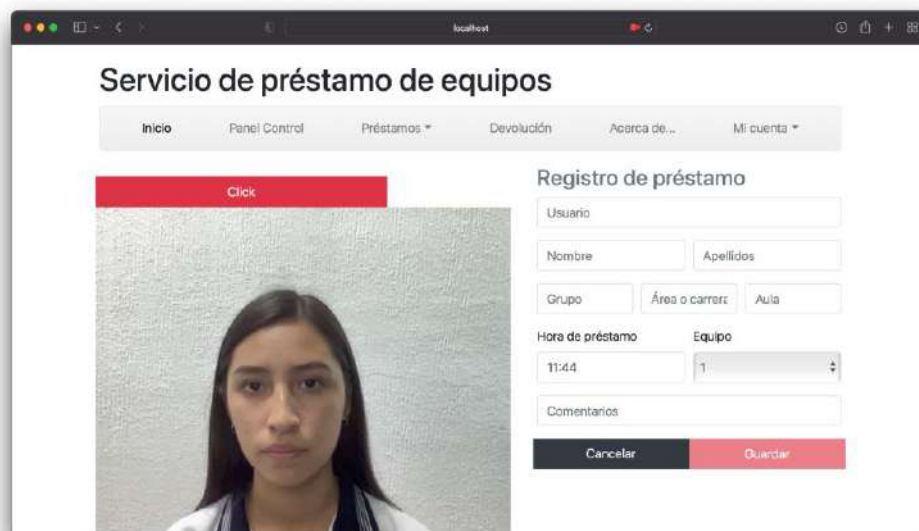 localhost
Servicio de préstamo de equipos
Inicio Panel Control Préstamos Devolución Acerca de... Mi cuenta
Click
Registro de préstamo
Usuario
Nombre Apellidos
Grupo Área o carrera Aula
Hora de préstamo Equipo
11:44 1
Comentarios
Cancelar Guardar